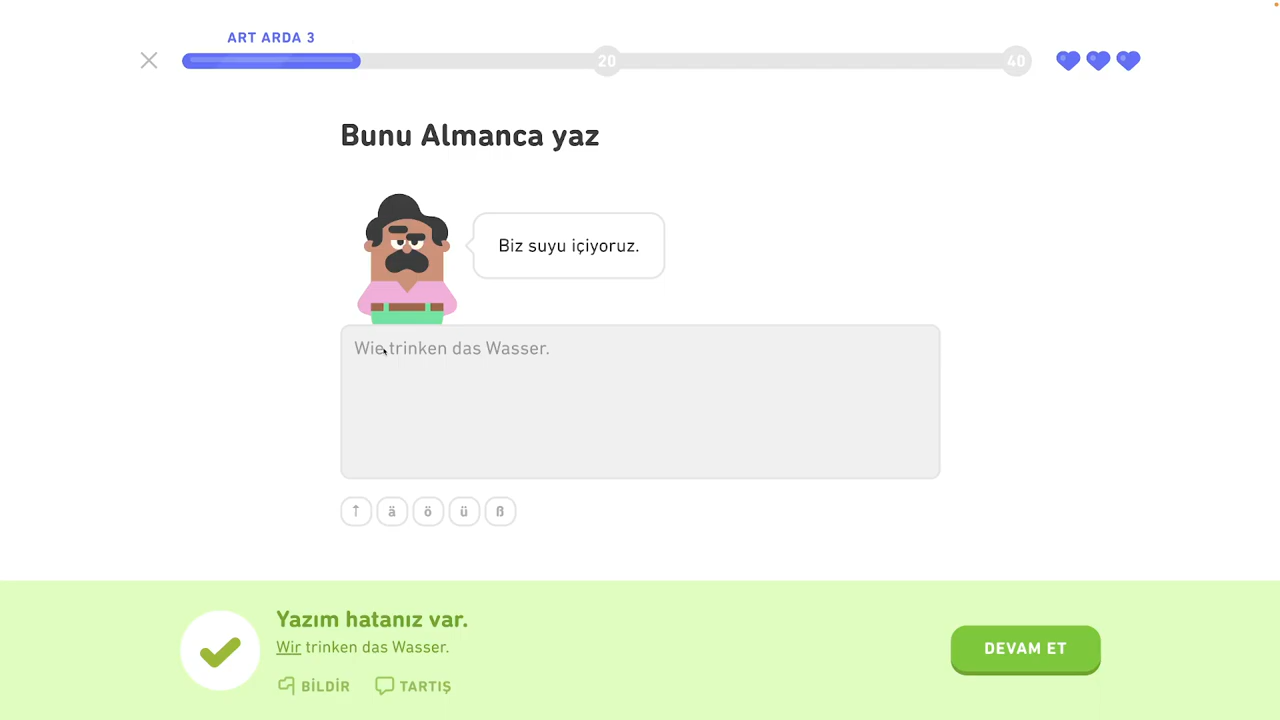 ART ARDA 3
20
40
Bunu Almanca yaz
Biz suyu içiyoruz.
Wie trinken das Wasser.
↑ ä ö ü ß
Yazım hatanız var.
Wir trinken das Wasser.
BİLDİR TARTIŞ
DEVAM ET